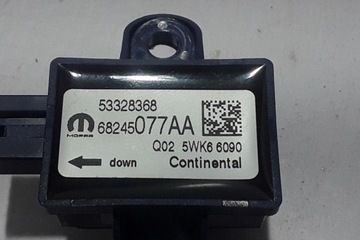 53328368
MOPAR
68245077AA
Q02 5WK6 6090
down
Continental